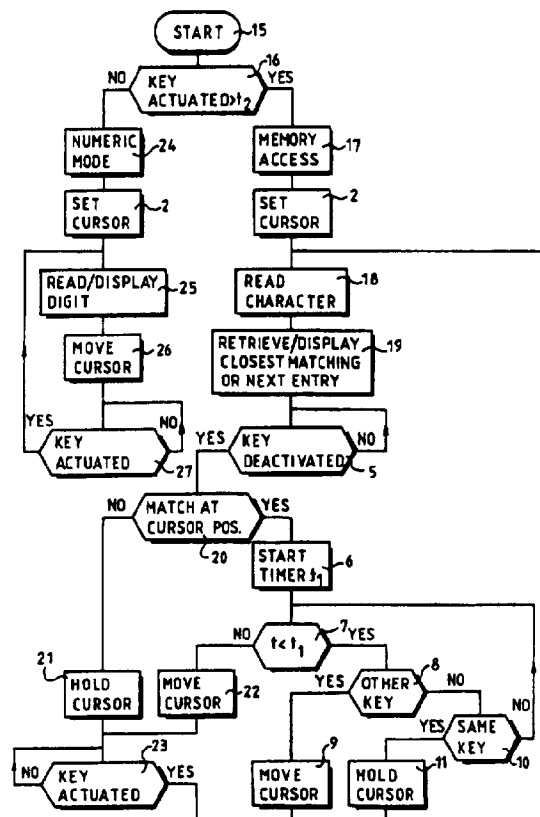 START
15
16
NO
KEY
YES
ACTUATED>t2
NUMERIC
MODE
24
MEMORY
ACCESS
17
SET
CURSOR
2
SET
CURSOR
2
READ/DISPLAY
DIGIT
25
READ
CHARACTER
18
MOVE
CURSOR
26
RETRIEVE/DISPLAY
CLOSEST MATCHING
OR NEXT ENTRY
19
YES
NO
KEY
ACTUATED
27
YES
KEY
DEACTIVATED
NO
5
NO
MATCH AT
CURSOR POS.
YES
20
START
TIMER t1
6
NO
t<t1
7
YES
21
HOLD
CURSOR
MOVE
CURSOR
22
YES
OTHER
KEY
8
NO
NO
YES
SAME
KEY
10
23
NO
KEY
ACTUATED
YES
9
MOVE
CURSOR
11
HOLD
CURSOR